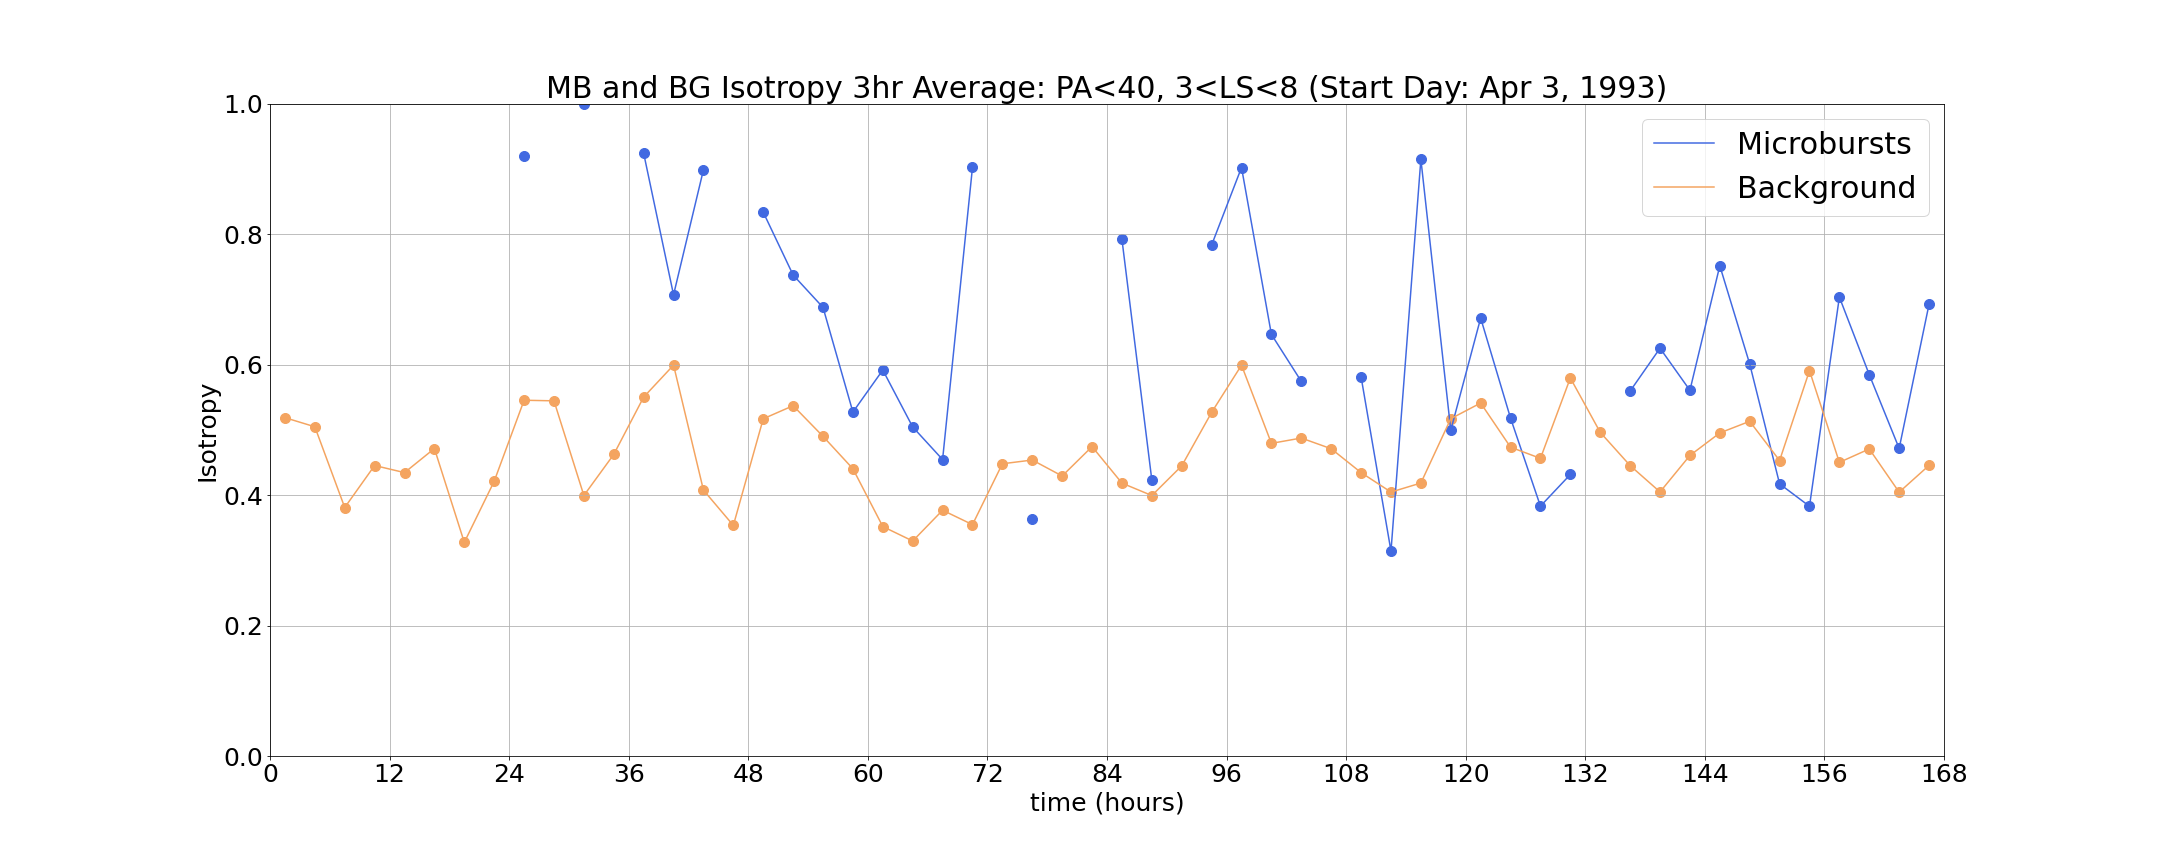 MB and BG Isotropy 3hr Average: PA<40, 3<LS<8 (Start Day: Apr 3, 1993)
1.0
0.8
0.6
0.4
0.2
0.0
Isotropy
Microbursts
Background
0 12 24 36 48 60 72 84 96 108 120 132 144 156 168
time (hours)